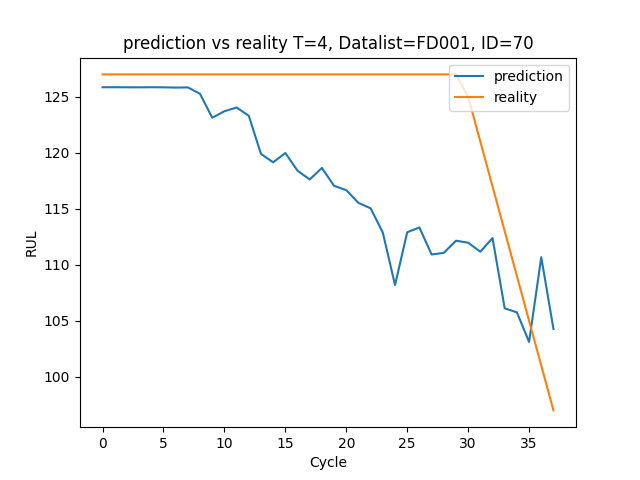 prediction vs reality T=4, Datalist=FD001, ID=70
prediction
reality
125
120
115
110
105
100
RUL
0 5 10 15 20 25 30 35
Cycle